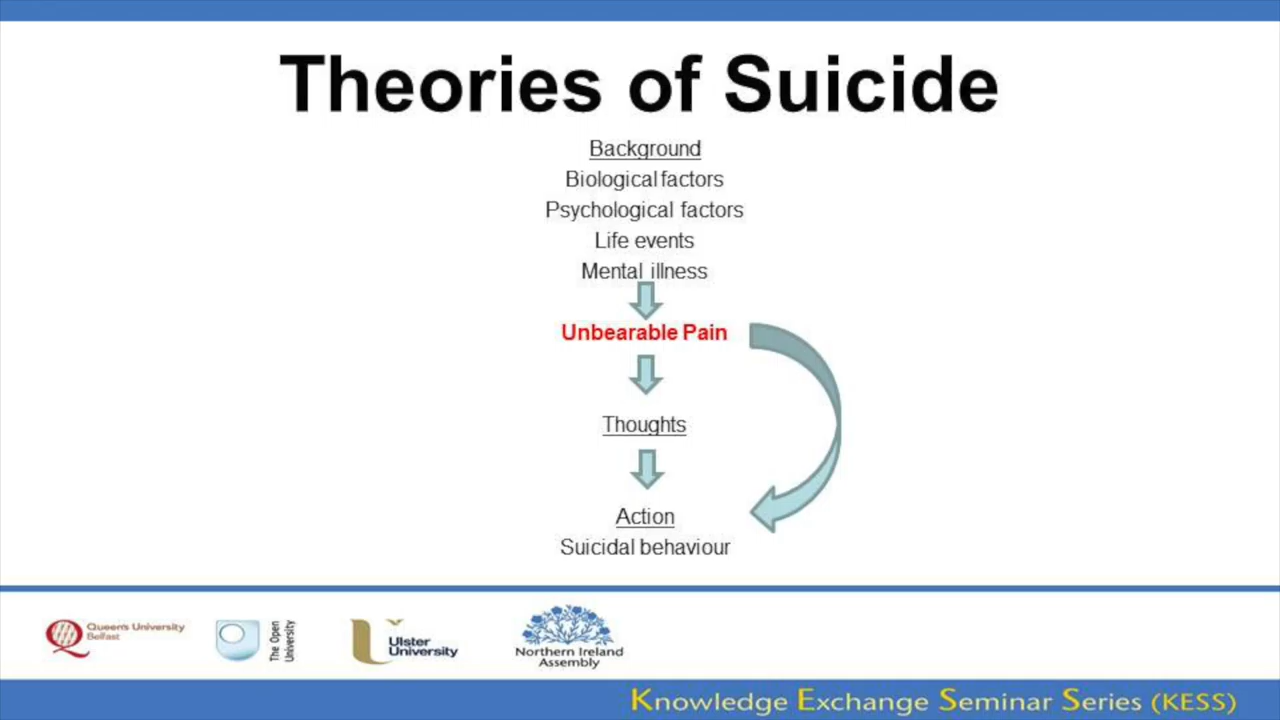 Theories of Suicide
Background
Biological factors
Psychological factors
Life events
Mental illness
Unbearable Pain
Thoughts
Action
Suicidal behaviour
Queen's University
Belfast
The Open
University
Ulster
University
Northern Ireland
Assembly
Knowledge Exchange Seminar Series (KESS)